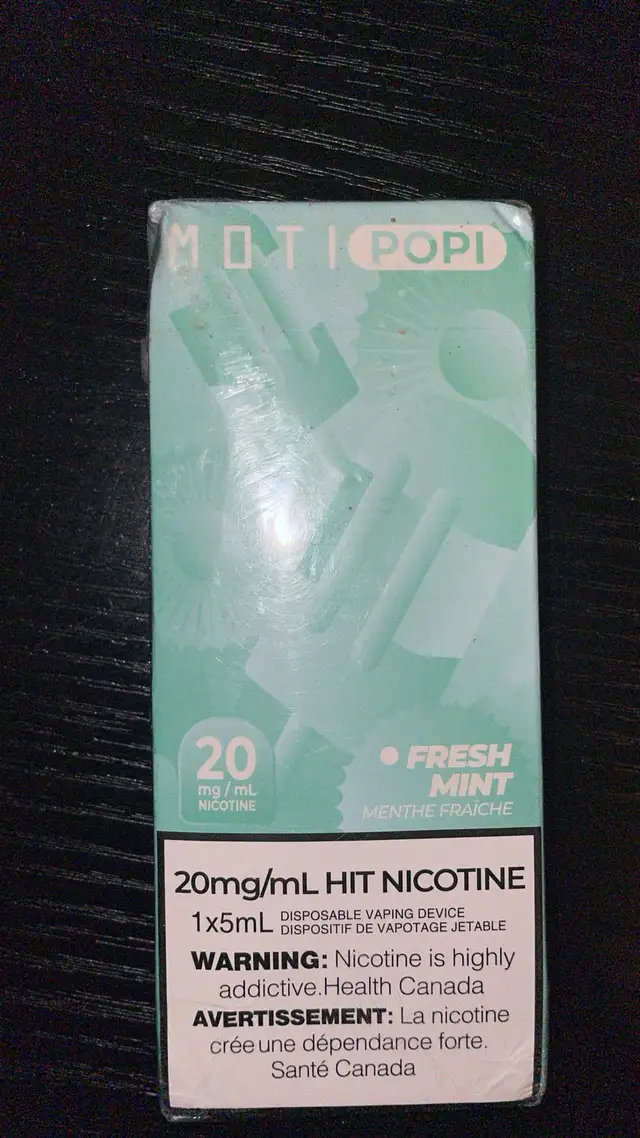 MOTI POPI
20
mg / mL
NICOTINE
FRESH
MINT
MENTHE FRAÎCHE
20mg/mL HIT NICOTINE
1x5mL DISPOSABLE VAPING DEVICE
DISPOSITIF DE VAPOTAGE JETABLE
WARNING: Nicotine is highly
addictive.Health Canada
AVERTISSEMENT: La nicotine
crée une dépendance forte.
Santé Canada